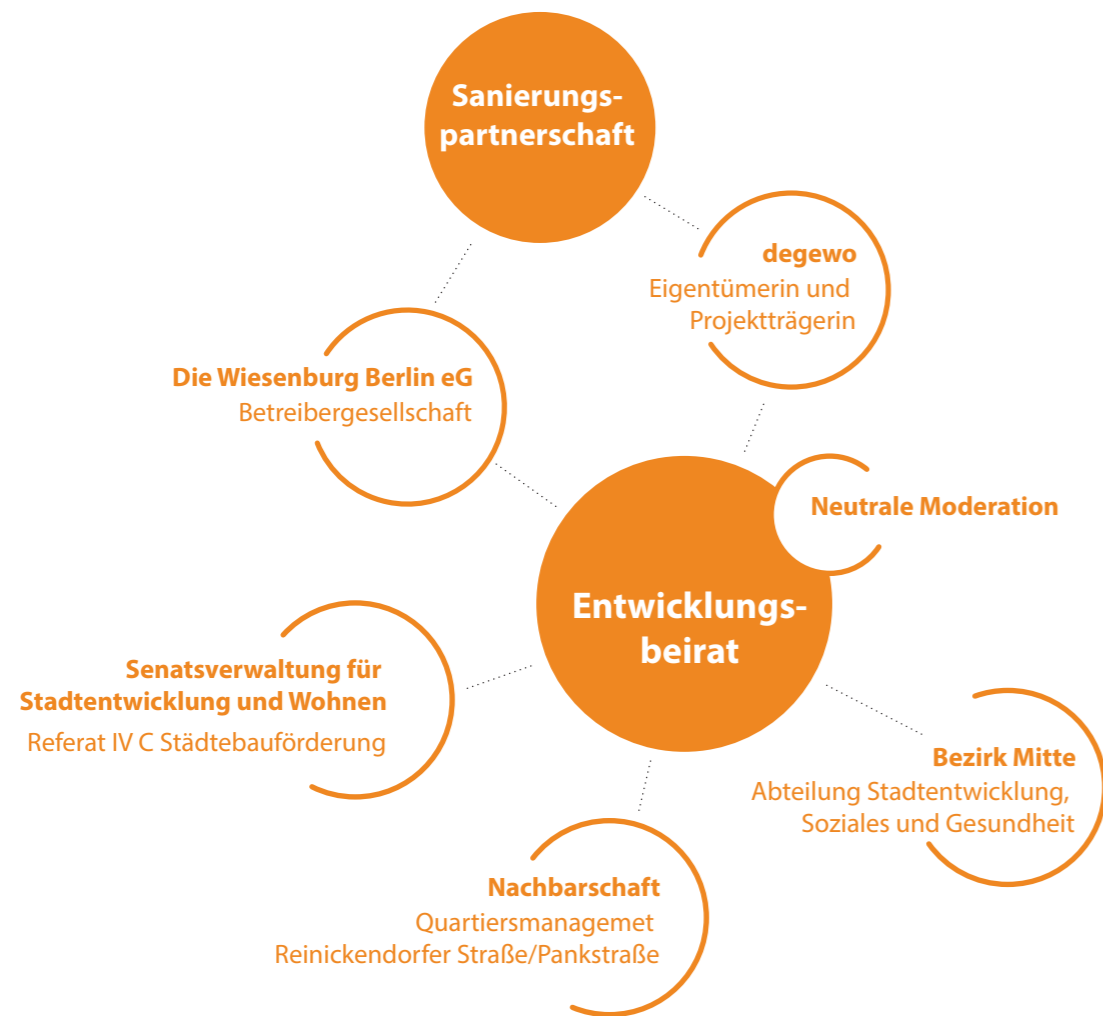 Sanierungs-
partnerschaft
degewo
Eigentümerin und
Projektträgerin
Die Wiesenburg Berlin eG
Betreibergesellschaft
Neutrale Moderation
Entwicklungs-
beirat
Senatsverwaltung für
Stadtentwicklung und Wohnen
Referat IV C Städtebauförderung
Bezirk Mitte
Abteilung Stadtentwicklung,
Soziales und Gesundheit
Nachbarschaft
Quartiersmanagemet
Reinickendorfer Straße/Pankstraße